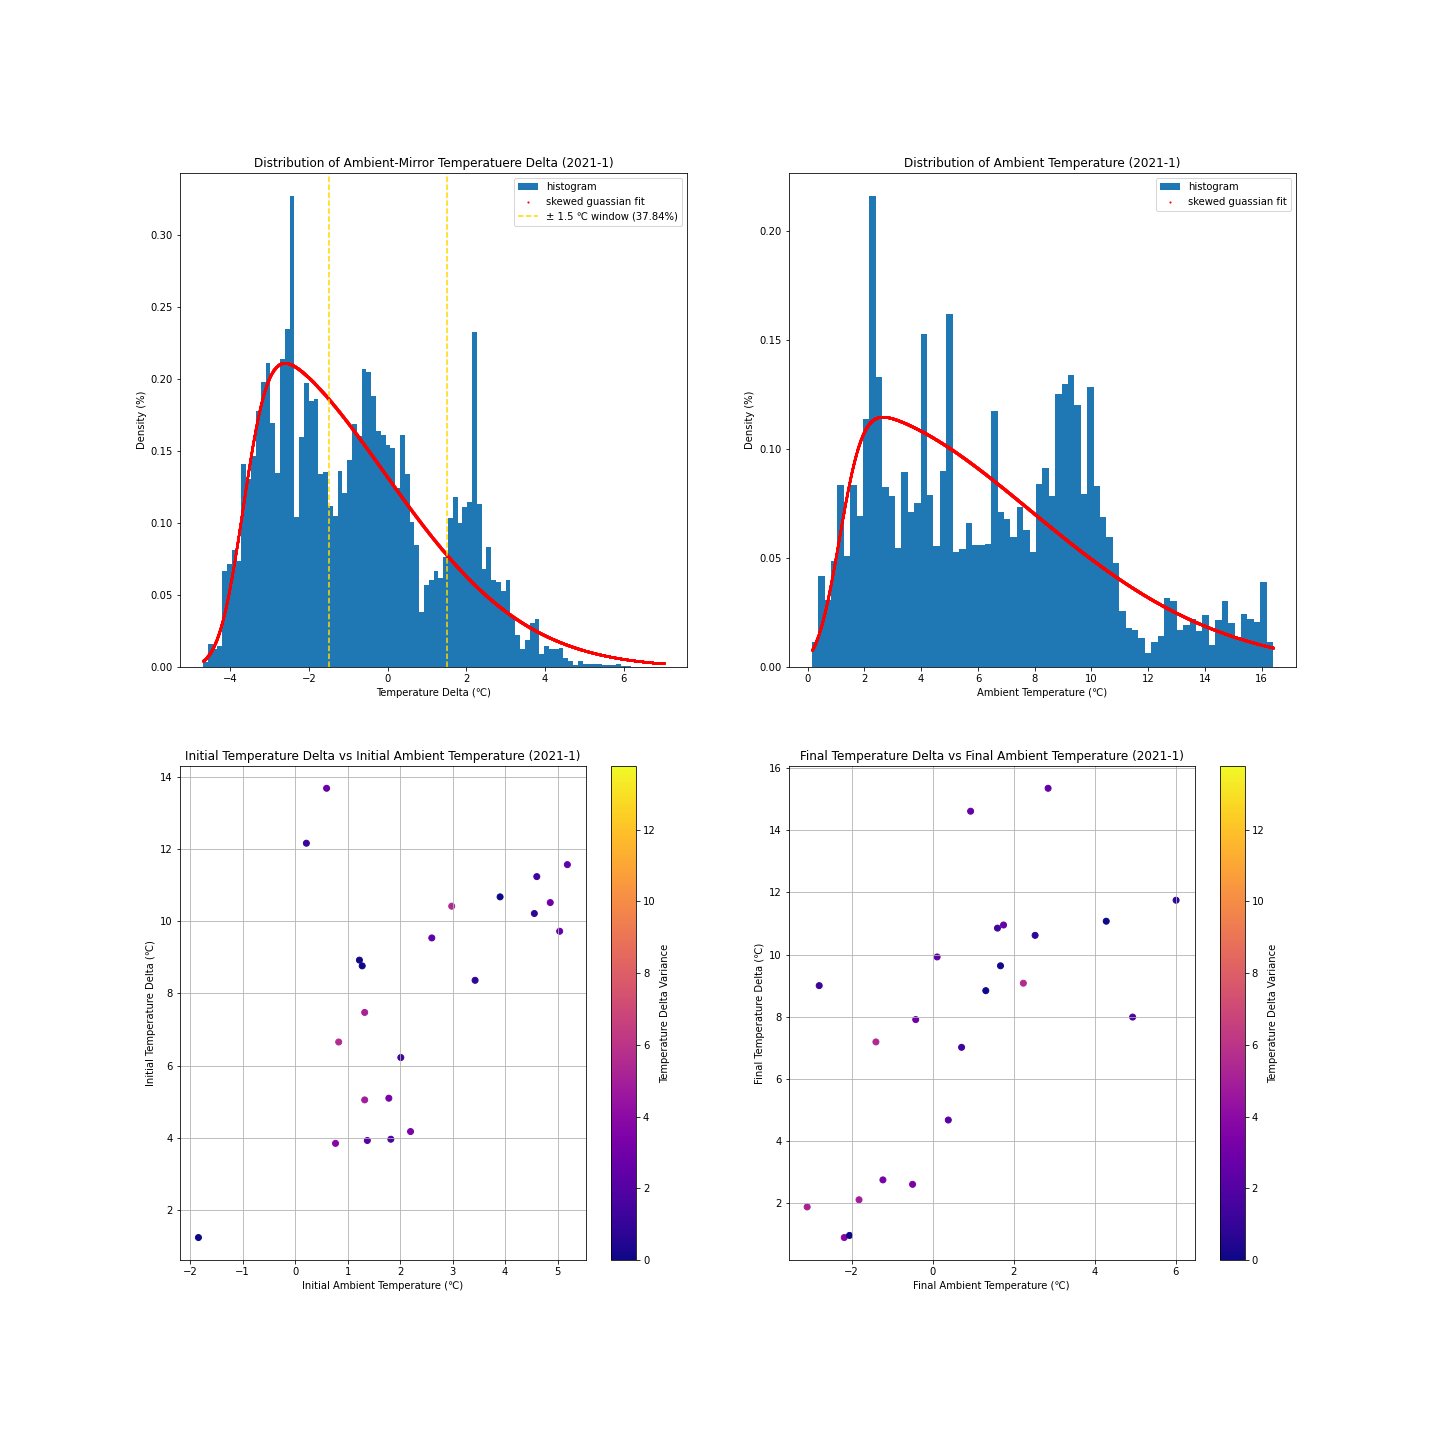 Distribution of Ambient-Mirror Temperatuere Delta (2021-1)
histogram
skewed guassian fit
± 1.5 ℃ window (37.84%)
Density (%)
0.30
0.25
0.20
0.15
0.10
0.05
0.00
−4 −2 0 2 4 6
Temperature Delta (℃)
Distribution of Ambient Temperature (2021-1)
histogram
skewed guassian fit
Density (%)
0.20
0.15
0.10
0.05
0.00
0 2 4 6 8 10 12 14 16
Ambient Temperature (℃)
Initial Temperature Delta vs Initial Ambient Temperature (2021-1)
Initial Temperature Delta (℃)
14
12
10
8
6
4
2
−2 −1 0 1 2 3 4 5
Initial Ambient Temperature (℃)
12
10
8
6
4
2
0
Temperature Delta Variance
Final Temperature Delta vs Final Ambient Temperature (2021-1)
Final Temperature Delta (℃)
16
14
12
10
8
6
4
2
−2 0 2 4 6
Final Ambient Temperature (℃)
12
10
8
6
4
2
0
Temperature Delta Variance